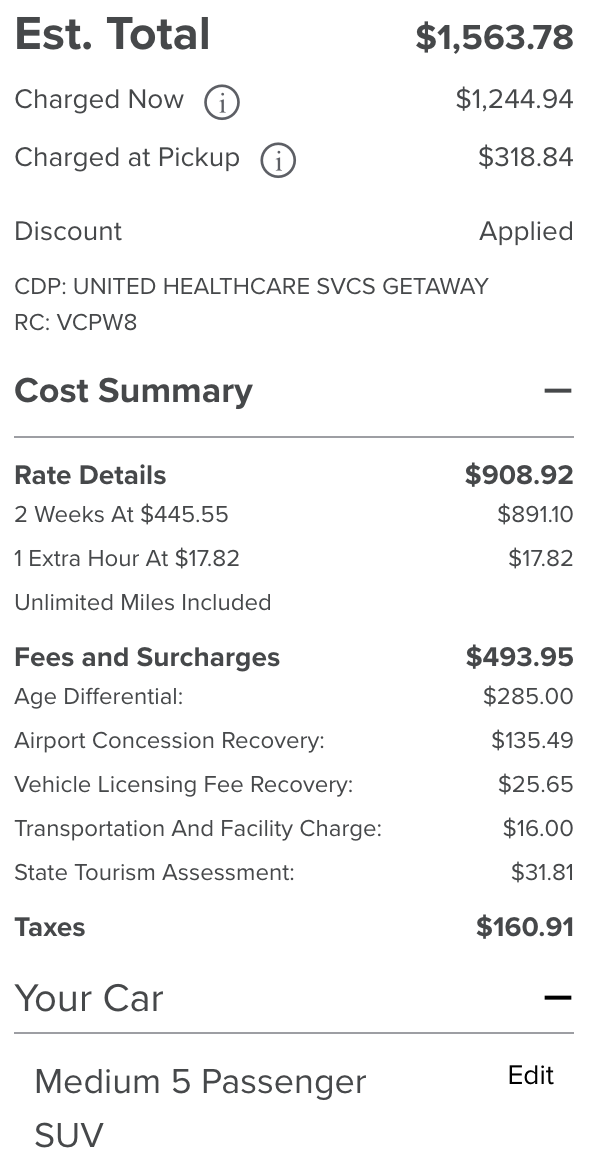 Est. Total $1,563.78
Charged Now i $1,244.94
Charged at Pickup i $318.84
Discount Applied
CDP: UNITED HEALTHCARE SVCS GETAWAY
RC: VCPW8
Cost Summary —
Rate Details $908.92
2 Weeks At $445.55 $891.10
1 Extra Hour At $17.82 $17.82
Unlimited Miles Included
Fees and Surcharges $493.95
Age Differential: $285.00
Airport Concession Recovery: $135.49
Vehicle Licensing Fee Recovery: $25.65
Transportation And Facility Charge: $16.00
State Tourism Assessment: $31.81
Taxes $160.91
Your Car —
Medium 5 Passenger Edit
SUV